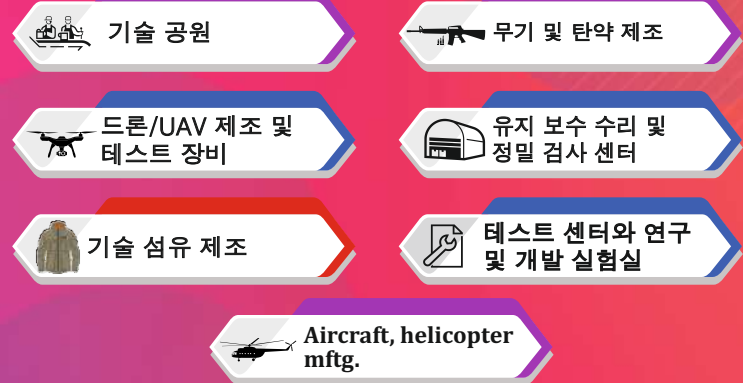 기술 공원
무기 및 탄약 제조
드론/UAV 제조 및
테스트 장비
유지 보수 수리 및
정밀 검사 센터
기술 섬유 제조
테스트 센터와 연구
및 개발 실험실
Aircraft, helicopter
mftg.